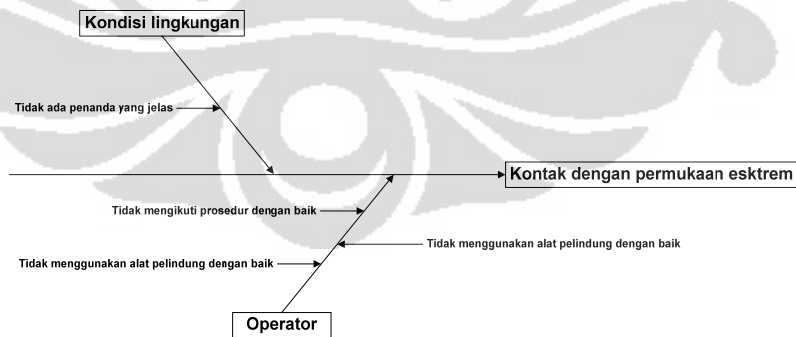 Kondisi lingkungan
Tidak ada penanda yang jelas
Kontak dengan permukaan esktrem
Tidak mengikuti prosedur dengan baik
Tidak menggunakan alat pelindung dengan baik
Tidak menggunakan alat pelindung dengan baik
Operator